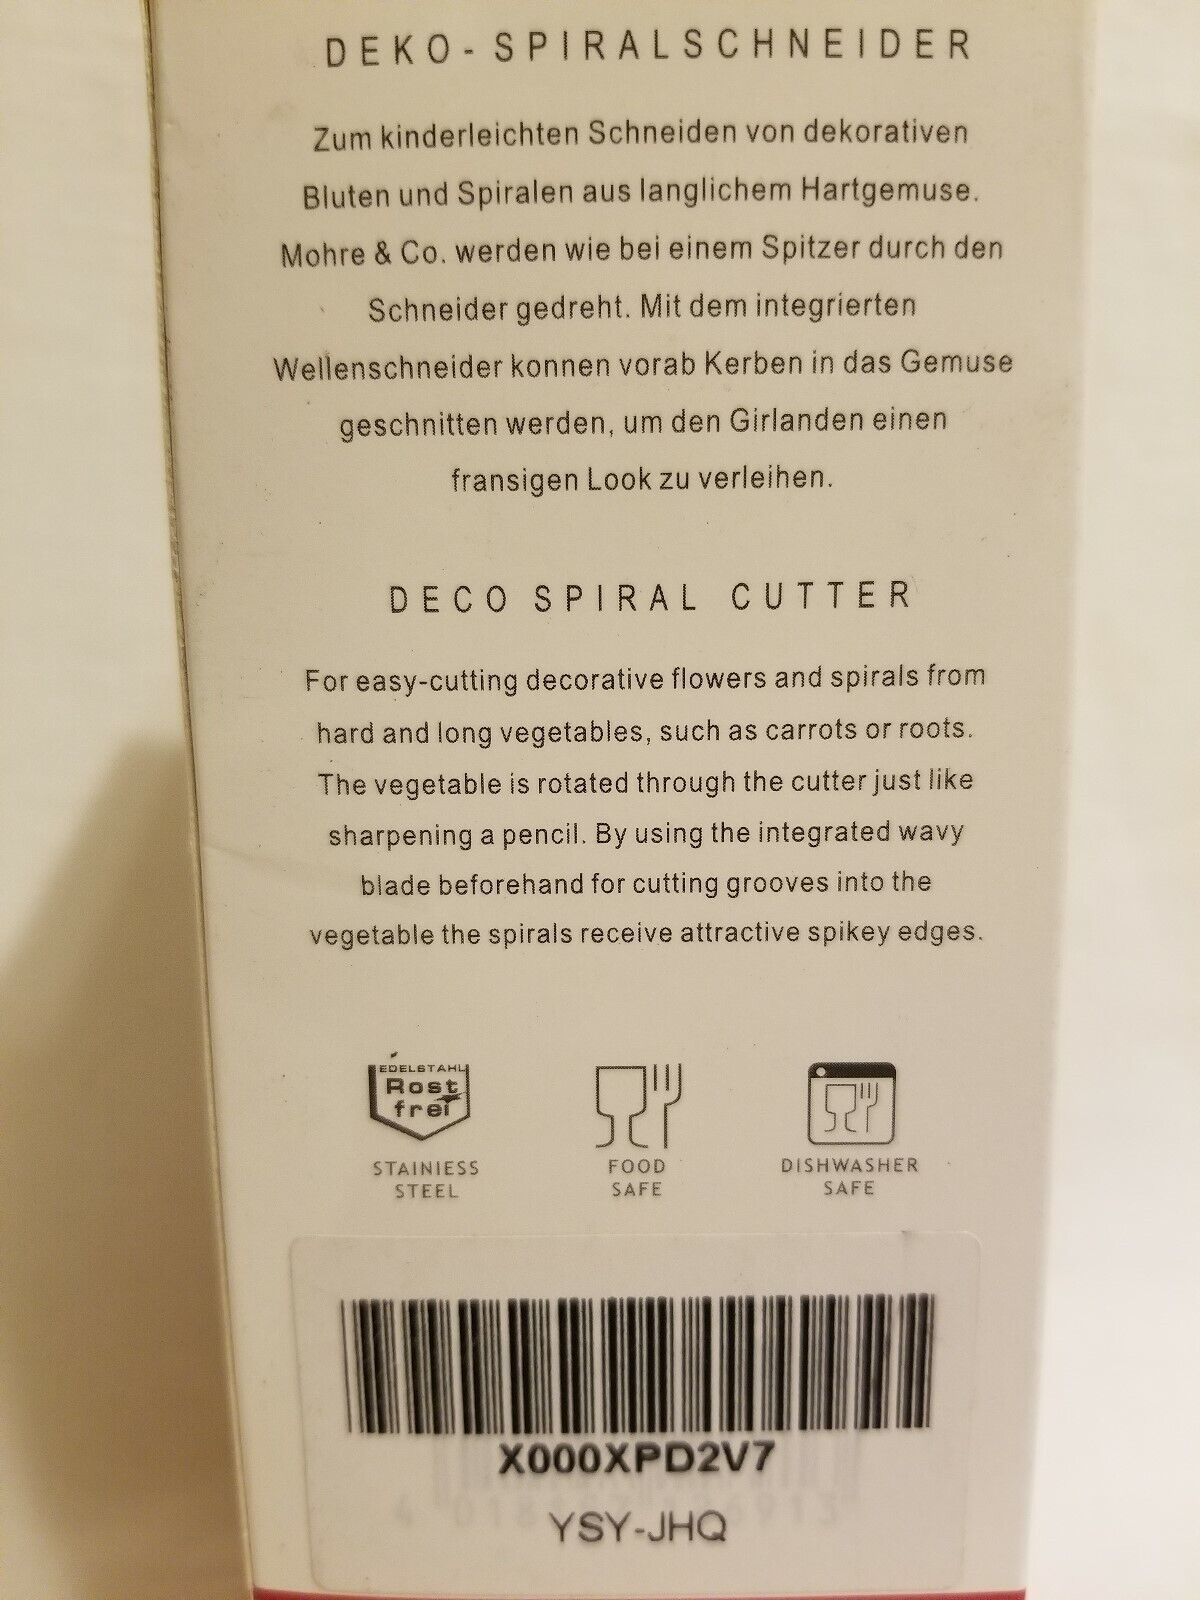 DEKO-SPIRALSCHNEIDER
Zum kinderleichten Schneiden von dekorativen
Bluten und Spiralen aus langlichem Hartgemuse.
Mohre & Co. werden wie bei einem Spitzer durch den
Schneider gedreht. Mit dem integrierten
Wellenschneider konnen vorab Kerben in das Gemuse
geschnitten werden, um den Girlanden einen
fransigen Look zu verleihen.
DECO SPIRAL CUTTER
For easy-cutting decorative flowers and spirals from
hard and long vegetables, such as carrots or roots.
The vegetable is rotated through the cutter just like
sharpening a pencil. By using the integrated wavy
blade beforehand for cutting grooves into the
vegetable the spirals receive attractive spikey edges.
EDELSTAHL
Rost
frei
STAINIESS
STEEL
FOOD
SAFE
DISHWASHER
SAFE
X000XPD2V7
YSY-JHQ